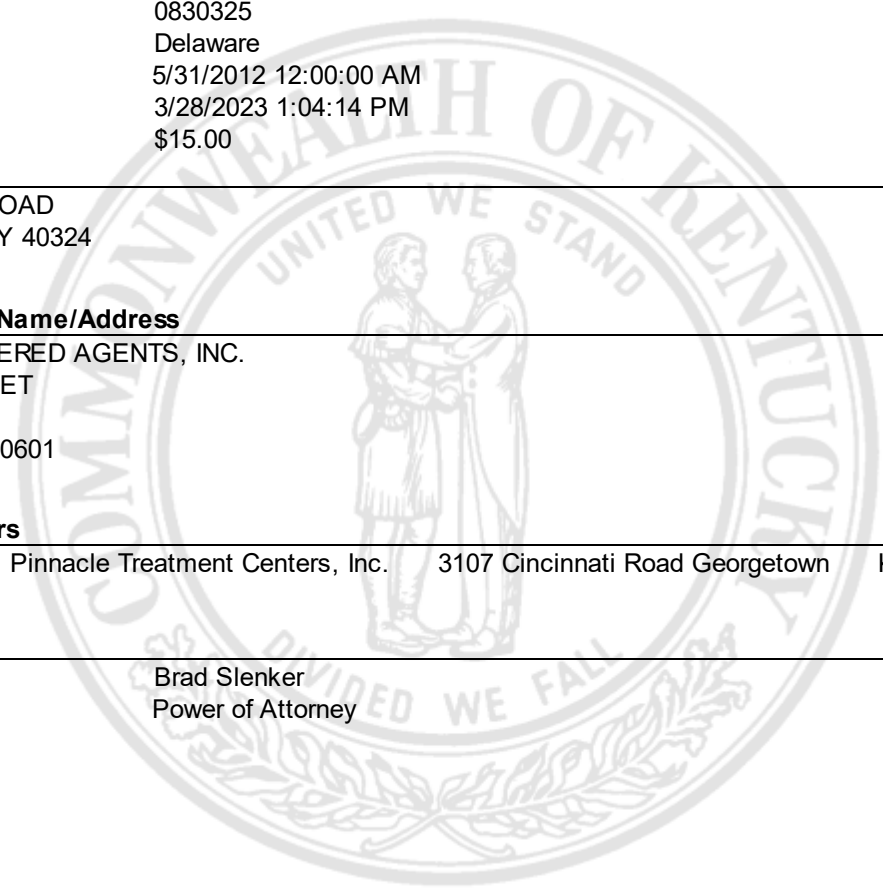 0830325
Delaware
5/31/2012 12:00:00 AM
3/28/2023 1:04:14 PM
$15.00
OAD
Y 40324
Name/Address
ERED AGENTS, INC.
ET
0601
rs
Pinnacle Treatment Centers, Inc. 3107 Cincinnati Road Georgetown
Brad Slenker
Power of Attorney
COMMONWEALTH OF KENTUCKY
UNITED WE STAND
DIVIDED WE FALL